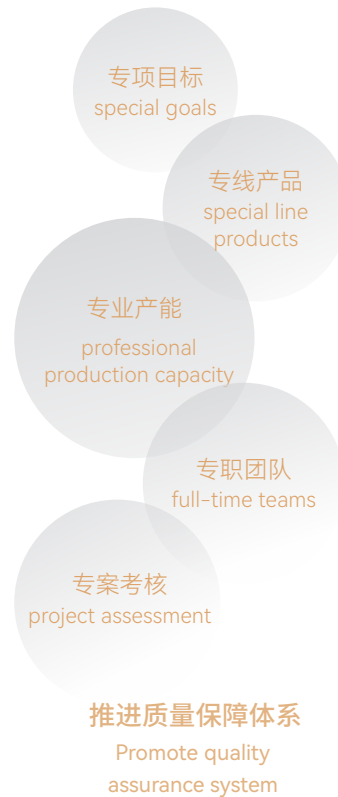 专项目标
special goals
专线产品
special line
products
专业产能
professional
production capacity
专职团队
full-time teams
专案考核
project assessment
推进质量保障体系
Promote quality
assurance system